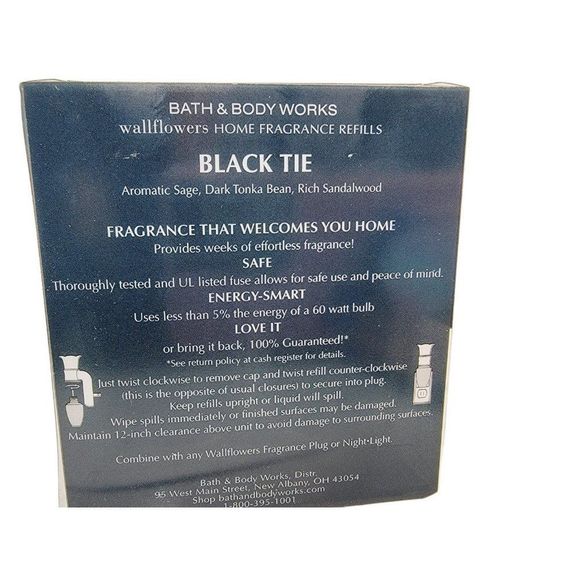 BATH & BODY WORKS
wallflowers HOME FRAGRANCE REFILLS
BLACK TIE
Aromatic Sage, Dark Tonka Bean, Rich Sandalwood
FRAGRANCE THAT WELCOMES YOU HOME
Provides weeks of effortless fragrance!
SAFE
Thoroughly tested and UL listed fuse allows for safe use and peace of mind.
ENERGY-SMART
Uses less than 5% the energy of a 60 watt bulb
LOVE IT
or bring it back, 100% Guaranteed!*
*See return policy at cash register for details.
Just twist clockwise to remove cap and twist refill counter-clockwise
(this is the opposite of usual closures) to secure into plug.
Keep refills upright or liquid will spill.
Wipe spills immediately or finished surfaces may be damaged.
Maintain 12-inch clearance above unit to avoid damage to surrounding surfaces.
Combine with any Wallflowers Fragrance Plug or Night-Light.
Bath & Body Works, Distr.
95 West Main Street, New Albany, OH 43054
Shop bathandbodyworks.com
1-800-395-1001